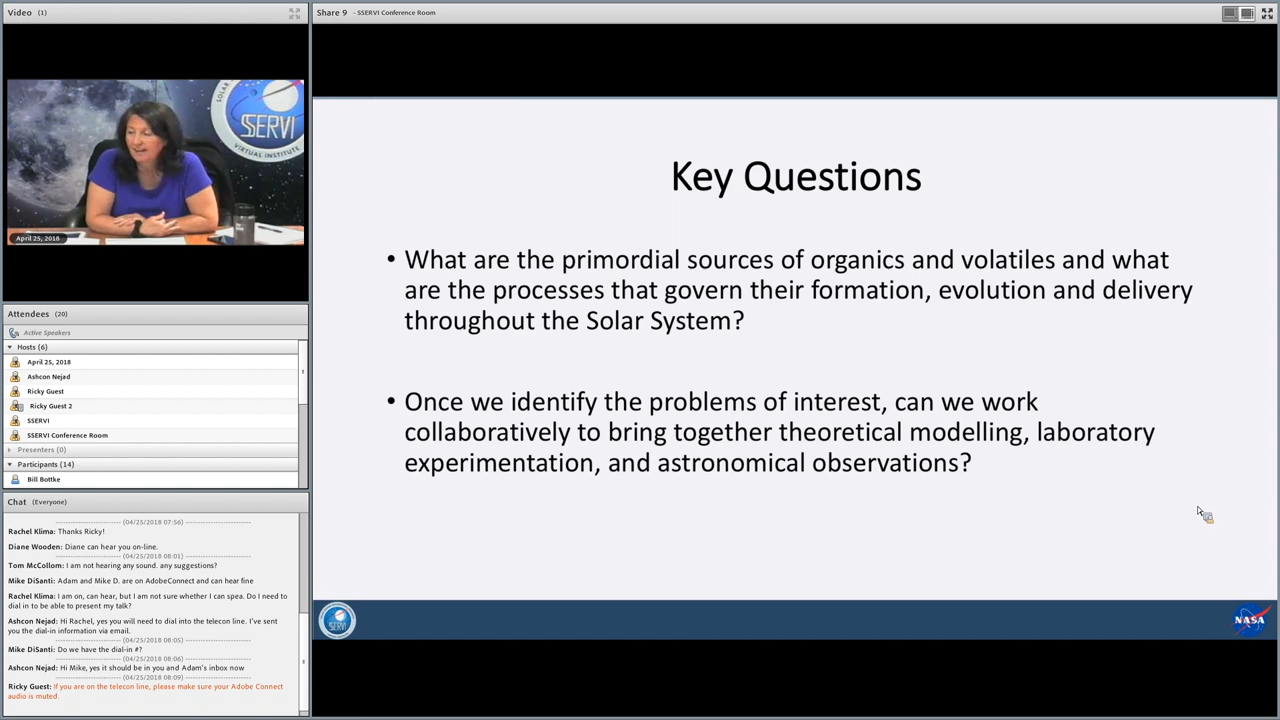 Video (1)
SOLAR
SSERVI
VIRTUAL INSTITUTE
April 25, 2018
Attendees (20)
Active Speakers
Hosts (6)
April 25, 2018
Ashcon Nejad
Ricky Guest
Ricky Guest 2
SSERVI
SSERVI Conference Room
Presenters (0)
Participants (14)
Bill Bottke
Chat (Everyone)
(04/25/2018 07:56)
Rachel Klima: Thanks Ricky!
Diane Wooden: Diane can hear you on-line.
(04/25/2018 08:01)
Tom McCollom: I am not hearing any sound. any suggestions?
Mike DiSanti: Adam and Mike D. are on AdobeConnect and can hear fine
Rachel Klima: I am on, can hear, but I am not sure whether I can spea. Do I need to
dial in to be able to present my talk?
Ashcon Nejad: Hi Rachel, yes you will need to dial into the telecon line. I've sent
you the dial-in information via email.
(04/25/2018 08:05)
Mike DiSanti: Do we have the dial-in #?
(04/25/2018 08:06)
Ashcon Nejad: Hi Mike, yes it should be in you and Adam's inbox now
(04/25/2018 08:09)
Ricky Guest: If you are on the telecon line, please make sure your Adobe Connect
audio is muted.
Share 9 - SSERVI Conference Room
Key Questions
• What are the primordial sources of organics and volatiles and what
are the processes that govern their formation, evolution and delivery
throughout the Solar System?
• Once we identify the problems of interest, can we work
collaboratively to bring together theoretical modelling, laboratory
experimentation, and astronomical observations?
SSERVI
NASA